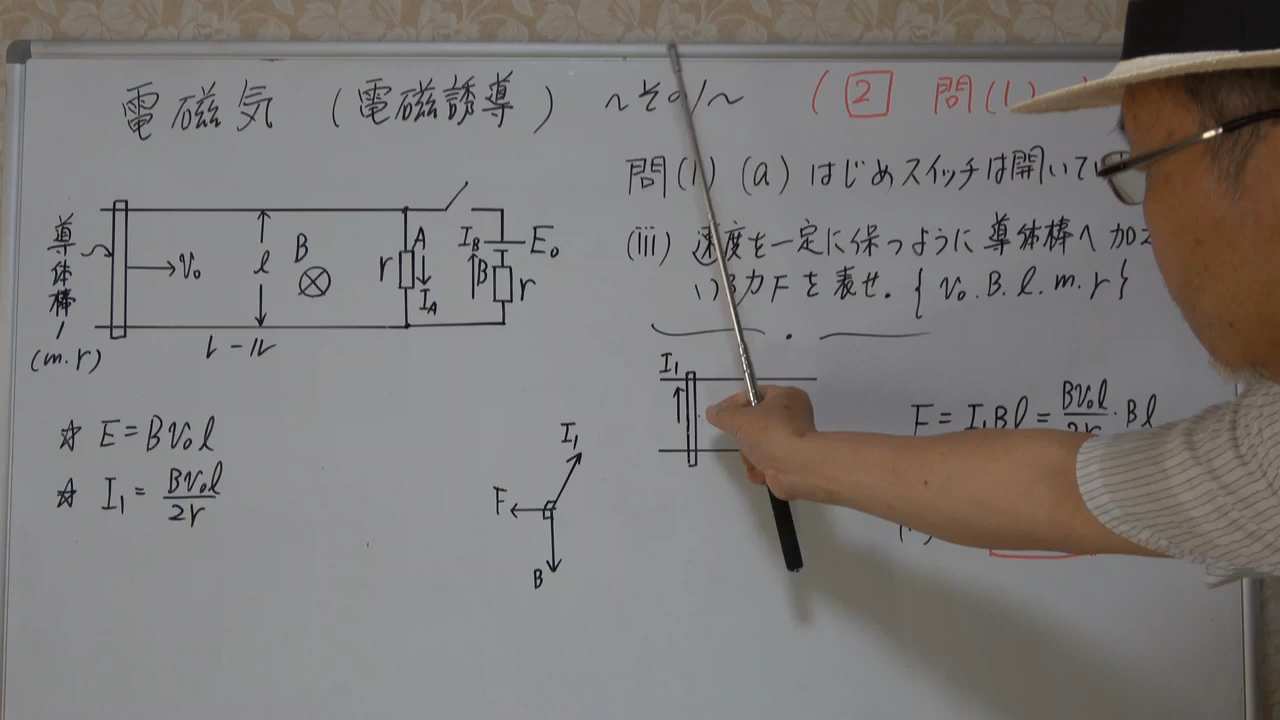 電磁気 (電磁誘導) ~その1~ (2 問(1)
問(1) (a) はじめスイッチは開いて
(iii) 速度を一定に保つように導体棒へ加え
力Fを表せ. { v₀. B. l. m. r }
導体棒1
(m.r)
v₀
l
B
r
A
I_A
I_B
B
E₀
r
レール
☆ E = Bv₀l
☆ I₁ = Bv₀l/2r
I₁
F
B
I₁
F = I₁Bl = Bv₀l/2r · Bl